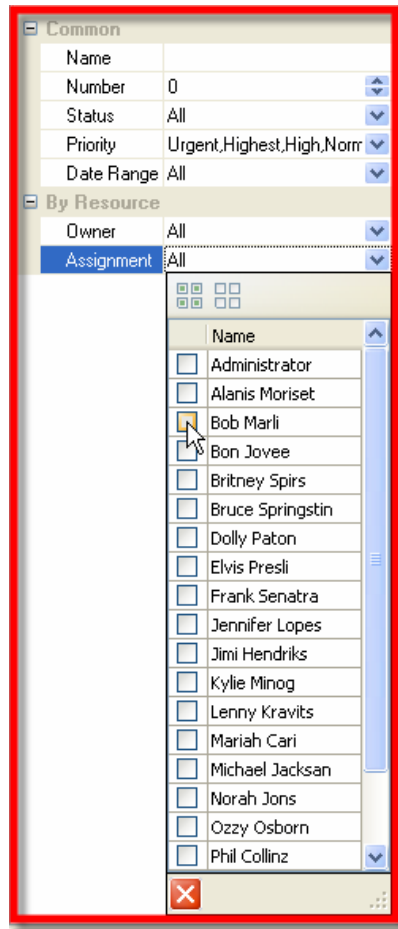 Common
Name
Number 0
Status All
Priority Urgent,Highest,High,Norm
Date Range All
By Resource
Owner All
Assignment All
Name
Administrator
Alanis Moriset
Bob Marli
Bon Jovee
Britney Spirs
Bruce Springstin
Dolly Paton
Elvis Presli
Frank Senatra
Jennifer Lopes
Jimi Hendriks
Kylie Minog
Lenny Kravits
Mariah Cari
Michael Jacksan
Norah Jons
Ozzy Osborn
Phil Collinz